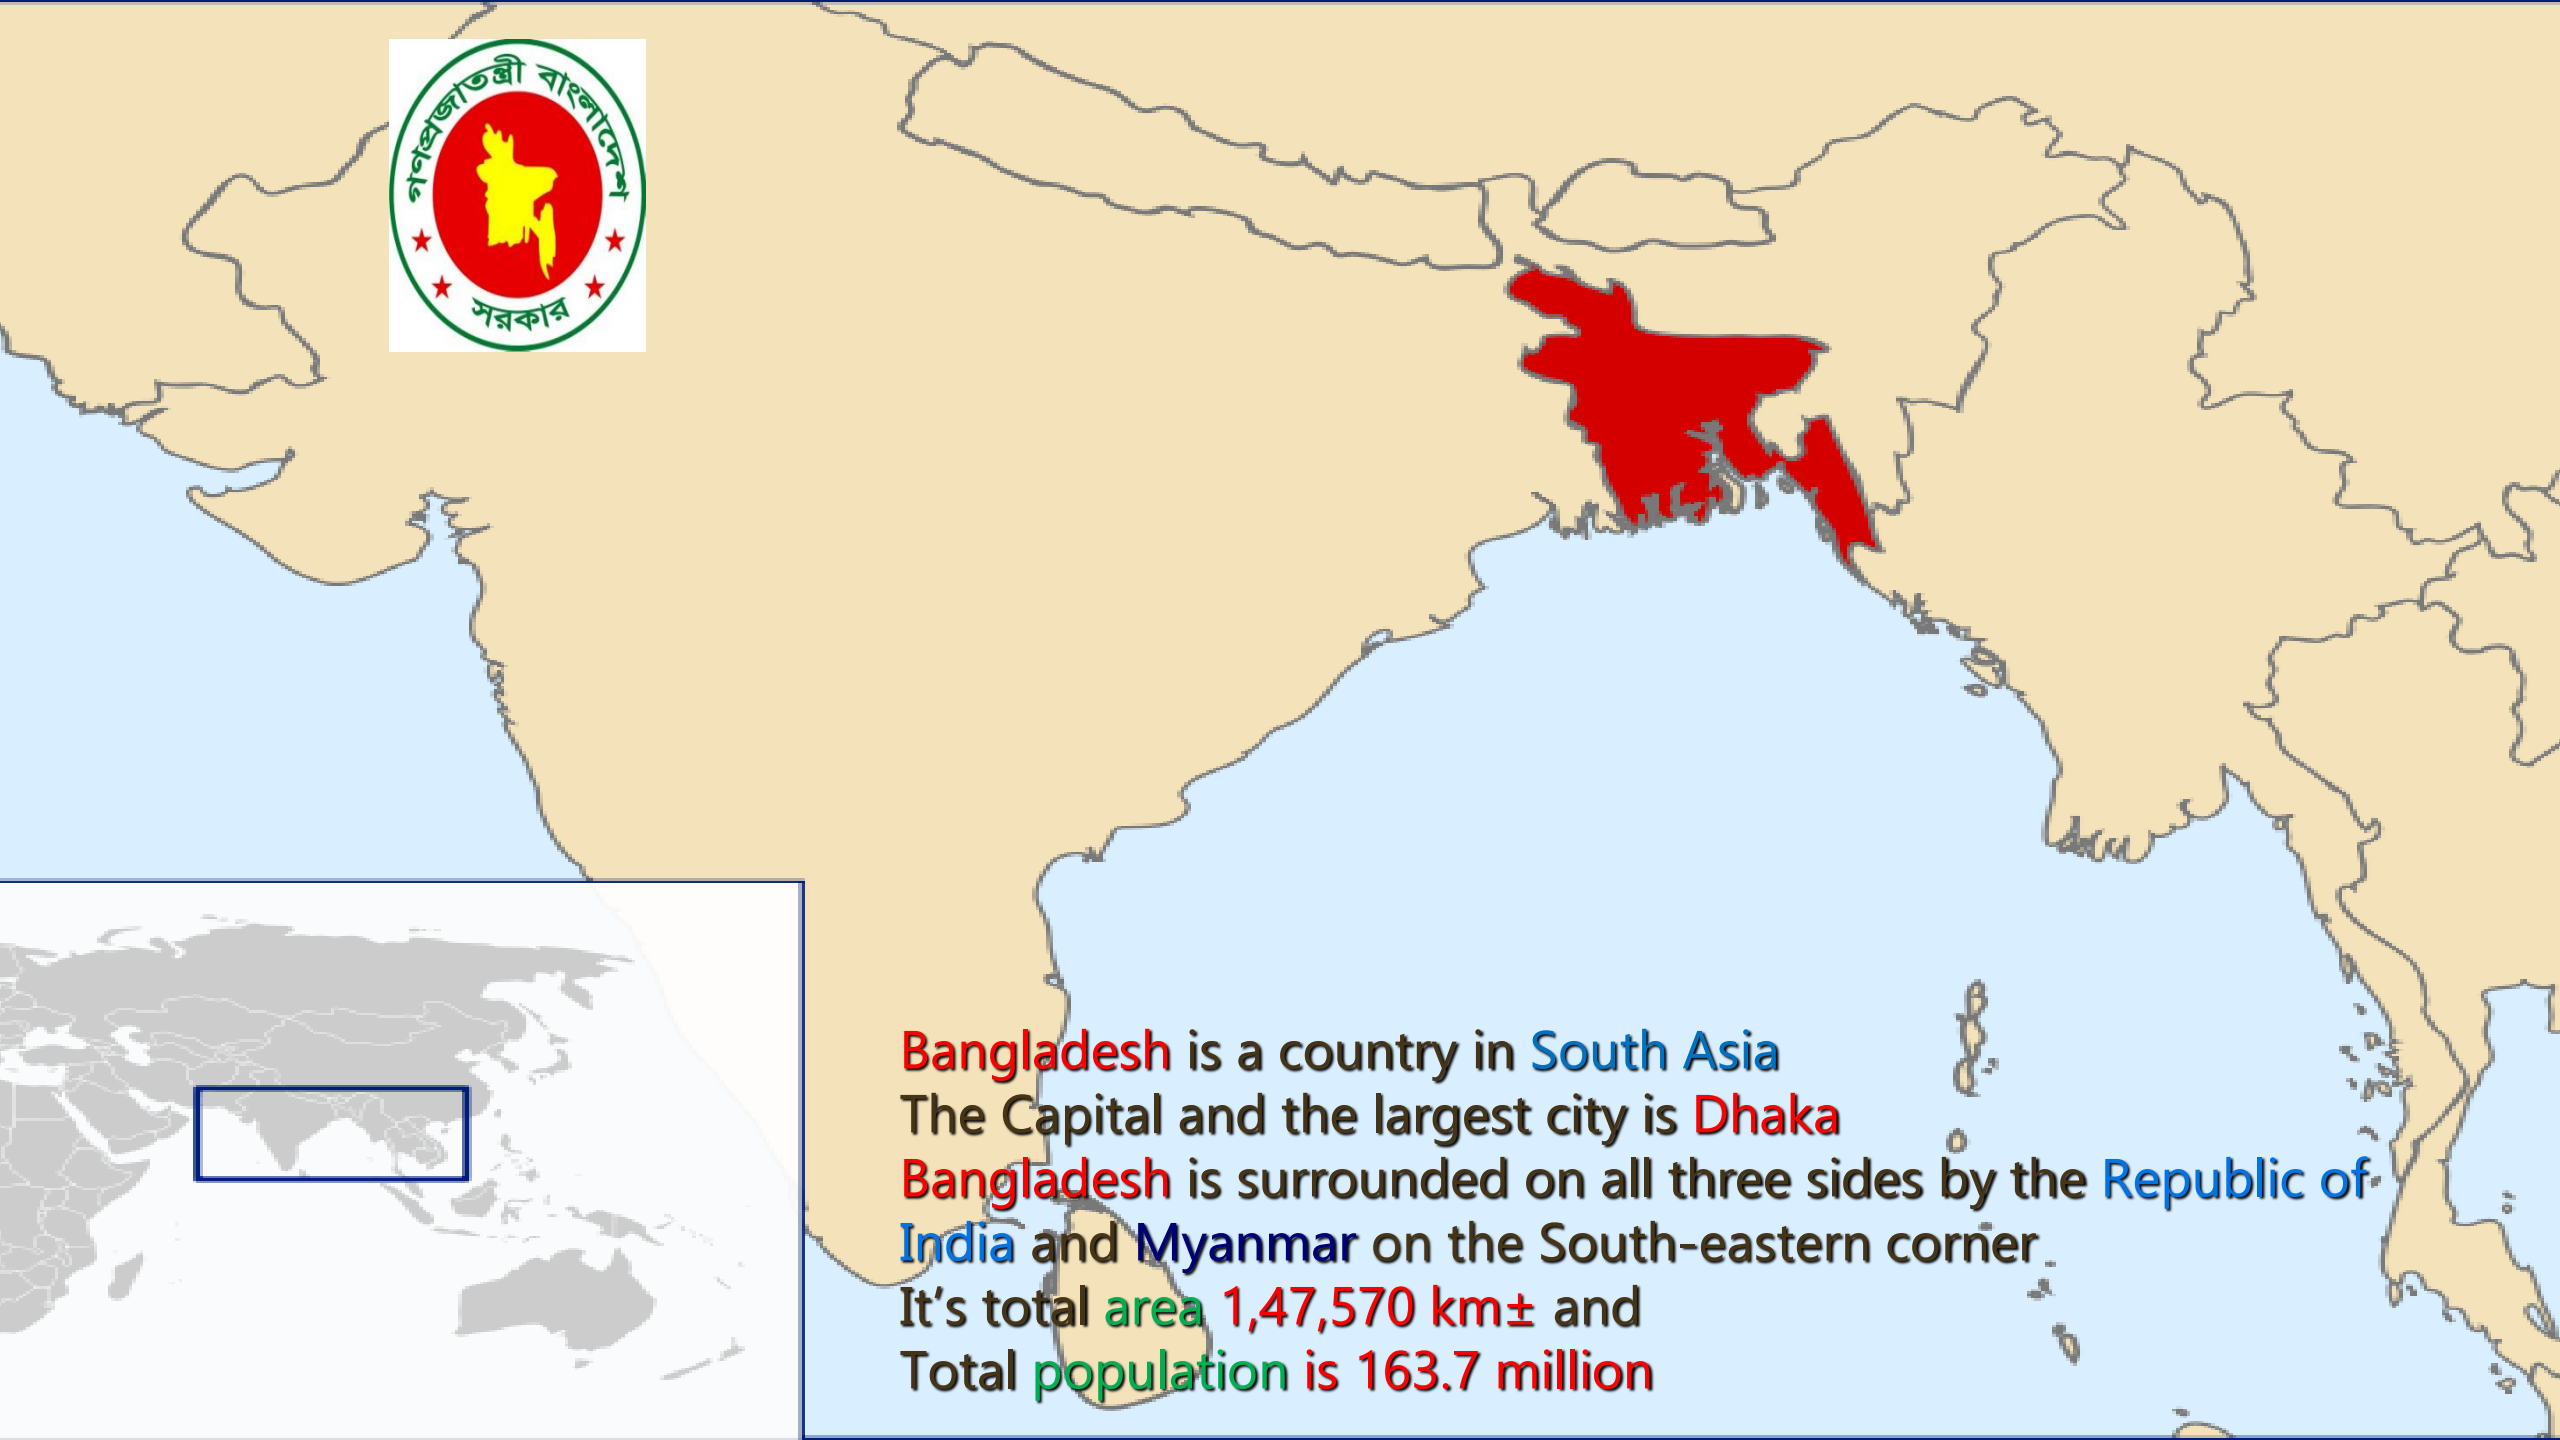 গণপ্রজাতন্ত্রী বাংলাদেশ
সরকার
Bangladesh is a country in South Asia
The Capital and the largest city is Dhaka
Bangladesh is surrounded on all three sides by the Republic of
India and Myanmar on the South-eastern corner
It’s total area 1,47,570 km± and
Total population is 163.7 million